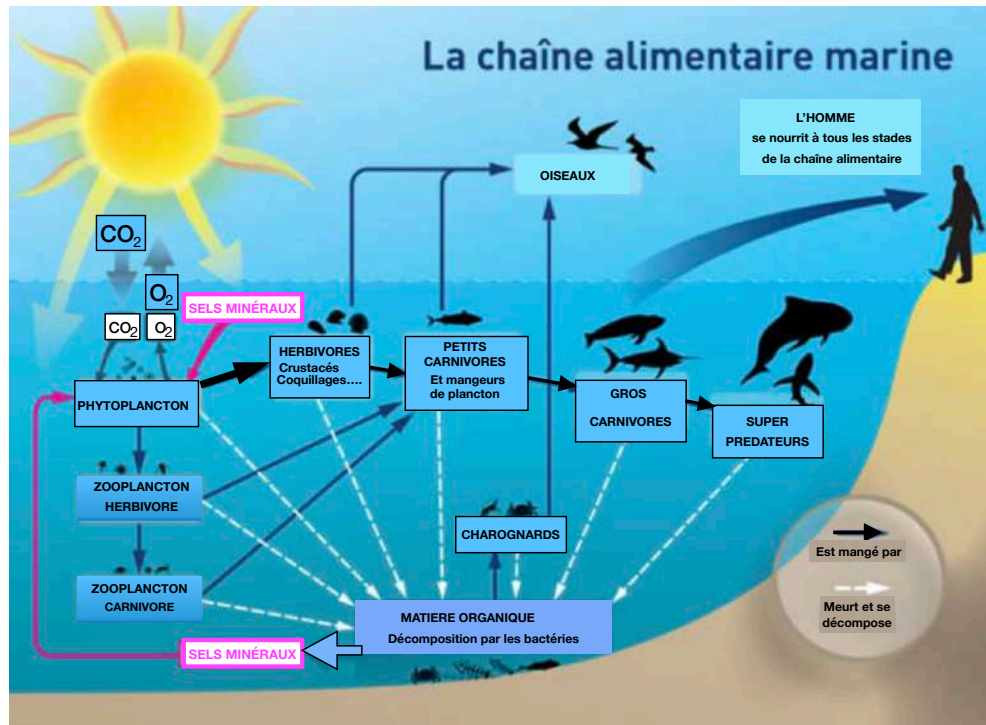 La chaîne alimentaire marine
L'HOMME
se nourrit à tous les stades
de la chaîne alimentaire
OISEAUX
CO2
O2
CO2
O2
SELS MINÉRAUX
HERBIVORES
Crustacés
Coquillages....
PETITS
CARNIVORES
Et mangeurs
de plancton
PHYTOPLANCTON
GROS
CARNIVORES
SUPER
PREDATEURS
ZOOPLANCTON
HERBIVORE
CHAROGNARDS
Est mangé par
ZOOPLANCTON
CARNIVORE
Meurt et se
décompose
MATIERE ORGANIQUE
Décomposition par les bactéries
SELS MINÉRAUX